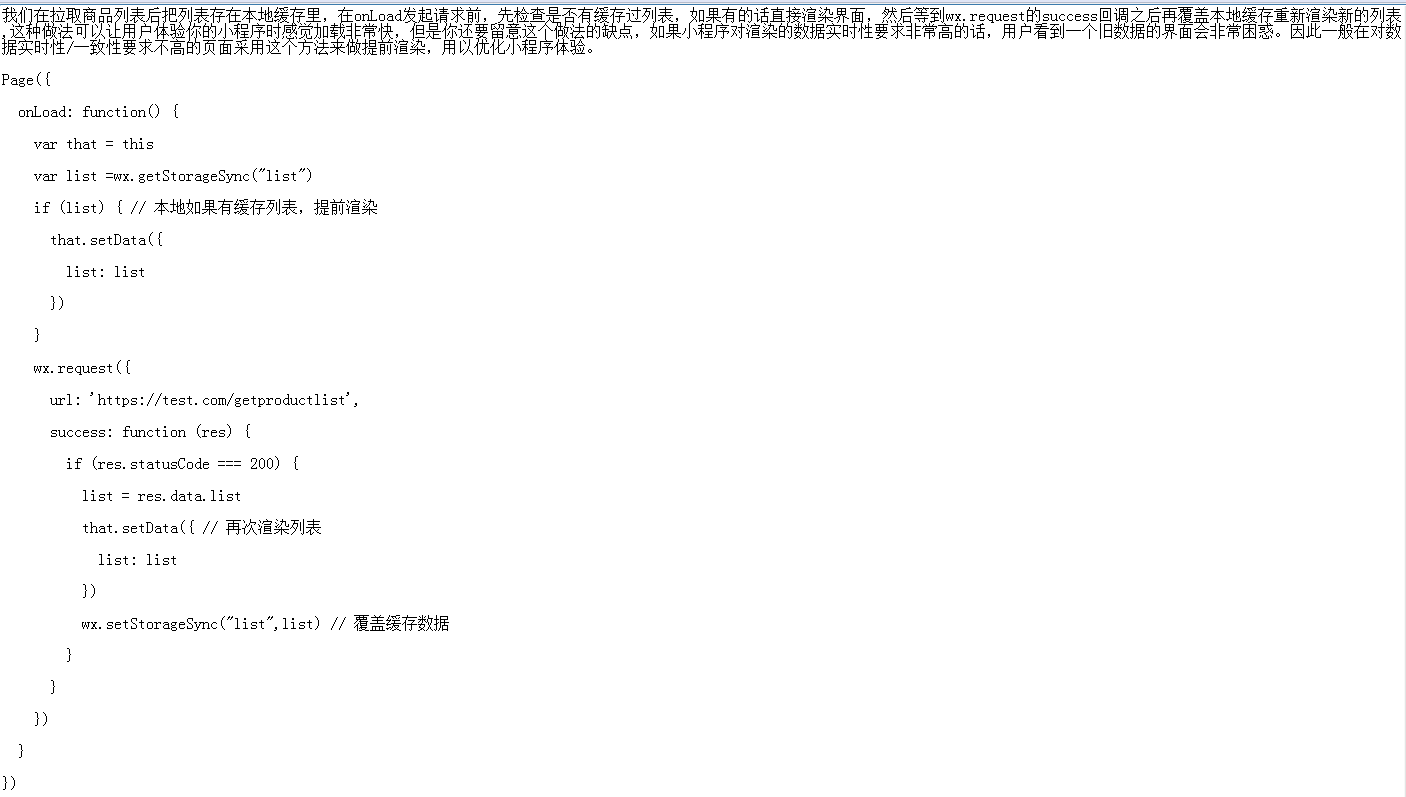 我们在拉取商品列表后把列表存在本地缓存里，在onLoad发起请求前，先检查是否有缓存过列表，如果有的话直接渲染界面，然后等到wx.request的success回调之后再覆盖本地缓存重新渲染新的列表
,这种做法可以让用户体验你的小程序时感觉加载非常快，但是你还要留意这个做法的缺点，如果小程序对渲染的数据实时性要求非常高的话，用户看到一个旧数据的界面会非常困惑。因此一般在对数
据实时性/一致性要求不高的页面采用这个方法来做提前渲染，用以优化小程序体验。
Page({
  onLoad: function() {
    var that = this
    var list =wx.getStorageSync("list")
    if (list) { // 本地如果有缓存列表，提前渲染
      that.setData({
        list: list
      })
    }
    wx.request({
      url: 'https://test.com/getproductlist',
      success: function (res) {
        if (res.statusCode === 200) {
          list = res.data.list
          that.setData({ // 再次渲染列表
            list: list
          })
          wx.setStorageSync("list",list) // 覆盖缓存数据
        }
      }
    })
  }
})